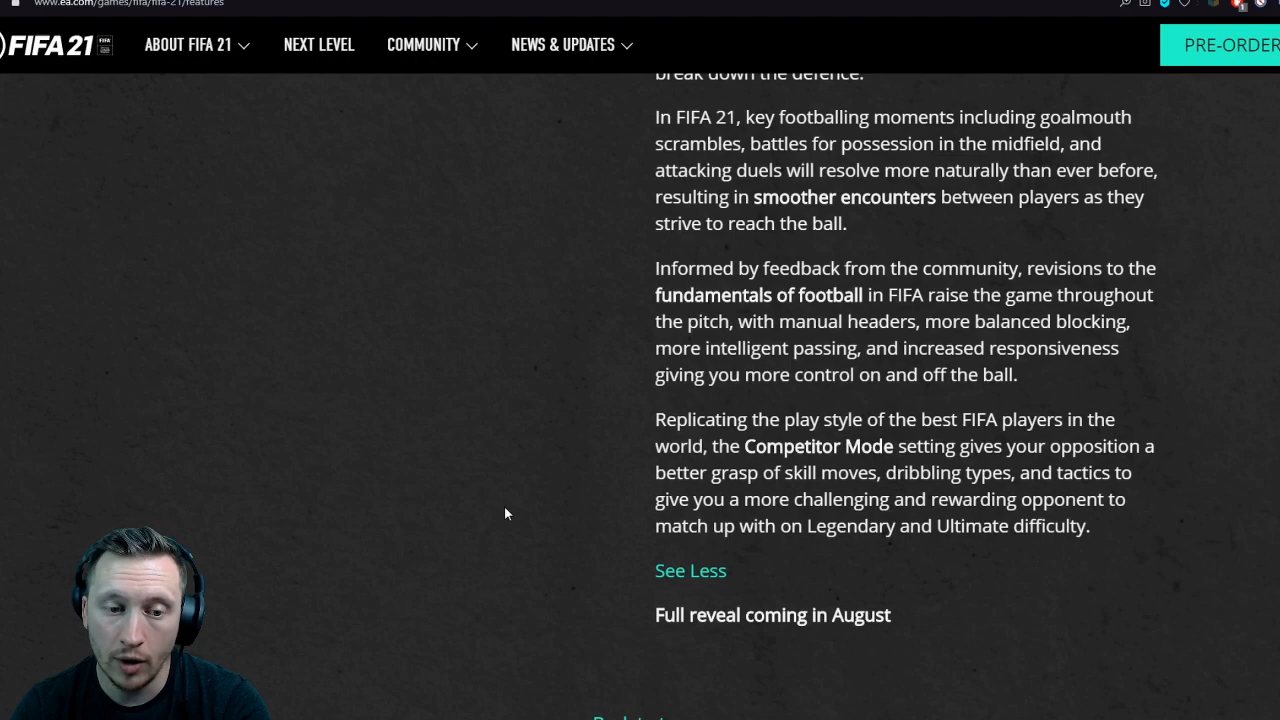 www.ea.com/games/fifa/fifa-21/features
FIFA 21
ABOUT FIFA 21
NEXT LEVEL
COMMUNITY
NEWS & UPDATES
PRE-ORDER
break down the defence.
In FIFA 21, key footballing moments including goalmouth
scrambles, battles for possession in the midfield, and
attacking duels will resolve more naturally than ever before,
resulting in smoother encounters between players as they
strive to reach the ball.
Informed by feedback from the community, revisions to the
fundamentals of football in FIFA raise the game throughout
the pitch, with manual headers, more balanced blocking,
more intelligent passing, and increased responsiveness
giving you more control on and off the ball.
Replicating the play style of the best FIFA players in the
world, the Competitor Mode setting gives your opposition a
better grasp of skill moves, dribbling types, and tactics to
give you a more challenging and rewarding opponent to
match up with on Legendary and Ultimate difficulty.
See Less
Full reveal coming in August